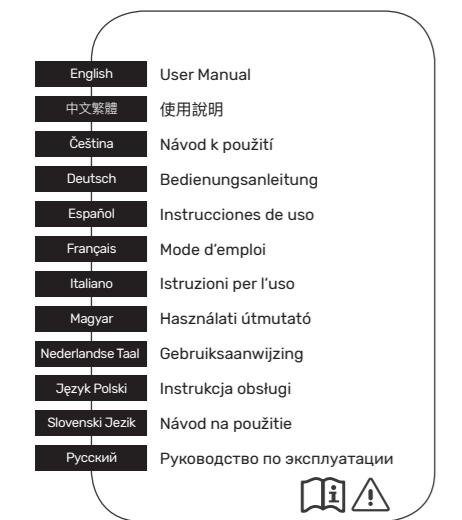 English User Manual
中文繁體 使用說明
Čeština Návod k použití
Deutsch Bedienungsanleitung
Español Instrucciones de uso
Français Mode d’emploi
Italiano Istruzioni per l’uso
Magyar Használati útmutató
Nederlandse Taal Gebruiksaanwijzing
Język Polski Instrukcja obsługi
Slovenski Jezik Návod na použitie
Русский Руководство по эксплуатации